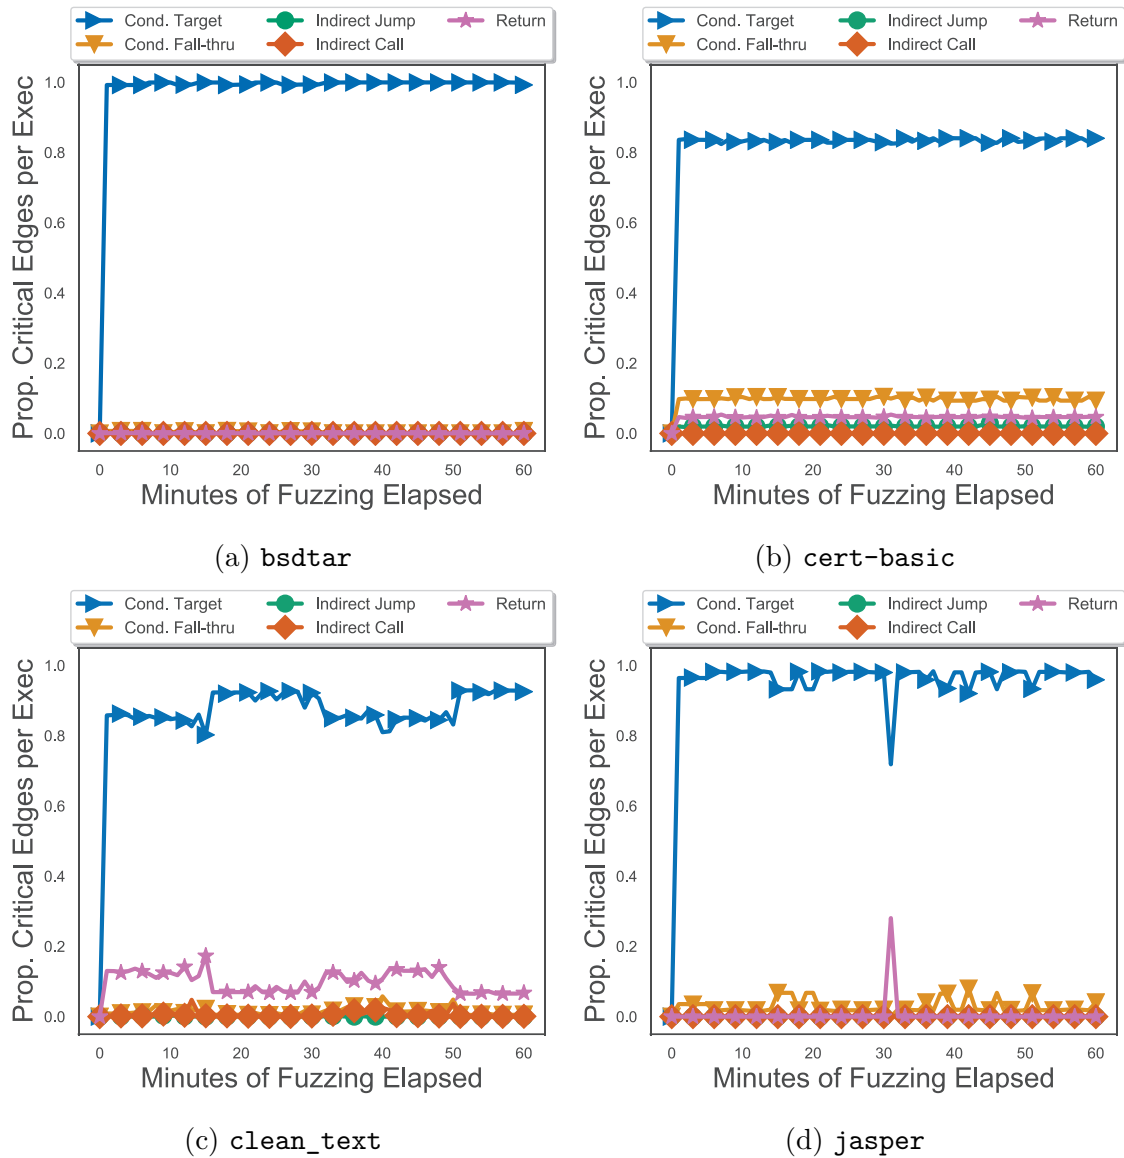 Cond. Target Indirect Jump Return
Cond. Fall-thru Indirect Call
Prop. Critical Edges per Exec
1.0
0.8
0.6
0.4
0.2
0.0
0 10 20 30 40 50 60
Minutes of Fuzzing Elapsed
(a) bsdtar
Cond. Target Indirect Jump Return
Cond. Fall-thru Indirect Call
Prop. Critical Edges per Exec
1.0
0.8
0.6
0.4
0.2
0.0
0 10 20 30 40 50 60
Minutes of Fuzzing Elapsed
(b) cert-basic
Cond. Target Indirect Jump Return
Cond. Fall-thru Indirect Call
Prop. Critical Edges per Exec
1.0
0.8
0.6
0.4
0.2
0.0
0 10 20 30 40 50 60
Minutes of Fuzzing Elapsed
(c) clean_text
Cond. Target Indirect Jump Return
Cond. Fall-thru Indirect Call
Prop. Critical Edges per Exec
1.0
0.8
0.6
0.4
0.2
0.0
0 10 20 30 40 50 60
Minutes of Fuzzing Elapsed
(d) jasper